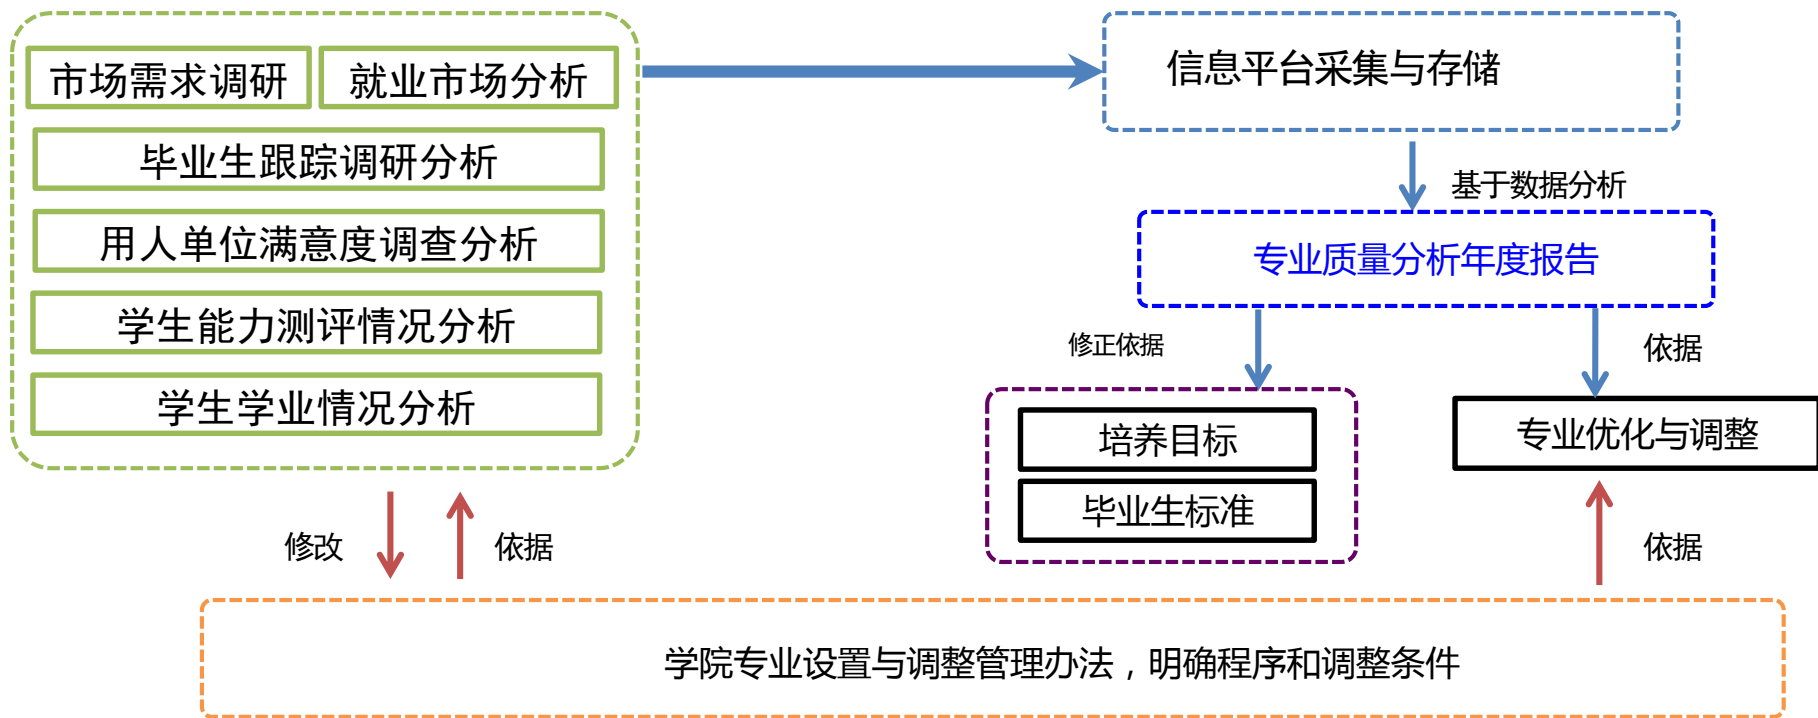 市场需求调研
就业市场分析
毕业生跟踪调研分析
用人单位满意度调查分析
学生能力测评情况分析
学生学业情况分析
信息平台采集与存储
基于数据分析
专业质量分析年度报告
修正依据
依据
培养目标
毕业生标准
专业优化与调整
修改
依据
依据
学院专业设置与调整管理办法，明确程序和调整条件